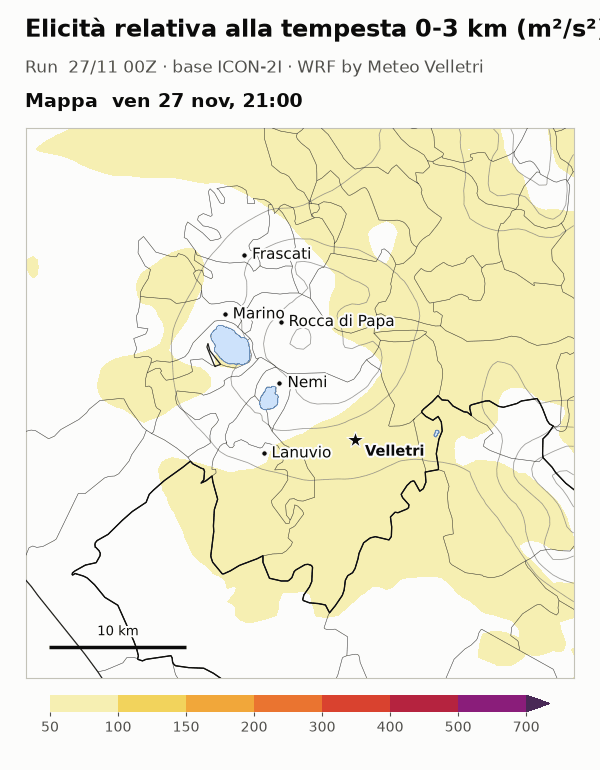 Elicità relativa alla tempesta 0-3 km (m²/s²)
Run 27/11 00Z · base ICON-2I · WRF by Meteo Velletri
Mappa ven 27 nov, 21:00
Frascati
Marino
Rocca di Papa
Nemi
Velletri
Lanuvio
10 km
50 100 150 200 300 400 500 700